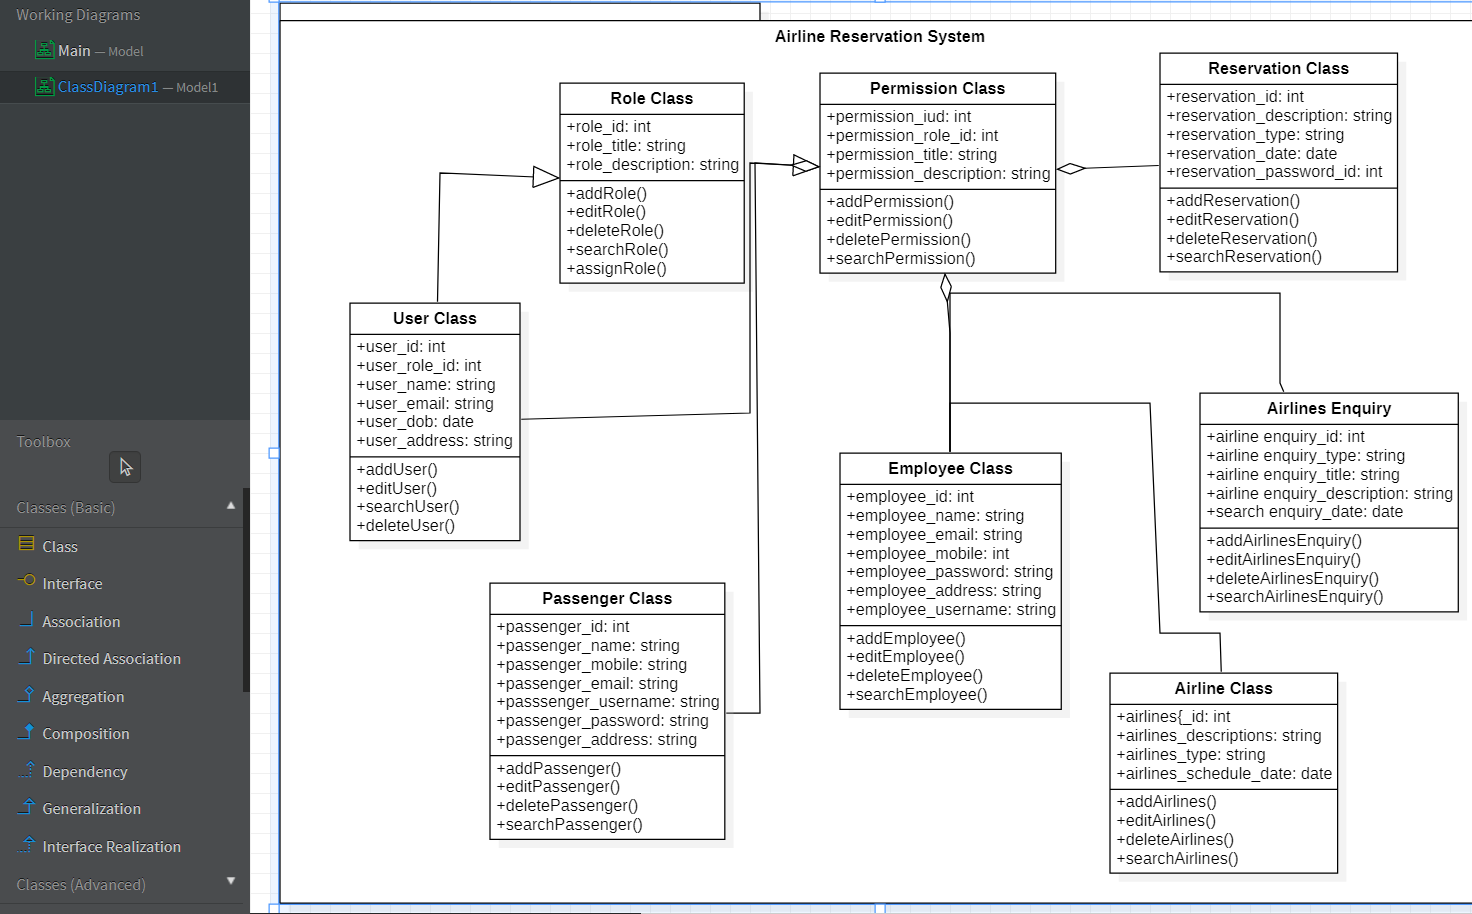 Working Diagrams
Main — Model
ClassDiagram1 — Model1
Toolbox
Classes (Basic)
Class
Interface
Association
Directed Association
Aggregation
Composition
Dependency
Generalization
Interface Realization
Classes (Advanced)
Airline Reservation System
Role Class
+role_id: int
+role_title: string
+role_description: string
+addRole()
+editRole()
+deleteRole()
+searchRole()
+assignRole()
Permission Class
+permission_iud: int
+permission_role_id: int
+permission_title: string
+permission_description: string
+addPermission()
+editPermission()
+deletePermission()
+searchPermission()
Reservation Class
+reservation_id: int
+reservation_description: string
+reservation_type: string
+reservation_date: date
+reservation_password_id: int
+addReservation()
+editReservation()
+deleteReservation()
+searchReservation()
User Class
+user_id: int
+user_role_id: int
+user_name: string
+user_email: string
+user_dob: date
+user_address: string
+addUser()
+editUser()
+searchUser()
+deleteUser()
Airlines Enquiry
+airline enquiry_id: int
+airline enquiry_type: string
+airline enquiry_title: string
+airline enquiry_description: string
+search enquiry_date: date
+addAirlinesEnquiry()
+editAirlinesEnquiry()
+deleteAirlinesEnquiry()
+searchAirlinesEnquiry()
Employee Class
+employee_id: int
+employee_name: string
+employee_email: string
+employee_mobile: int
+employee_password: string
+employee_address: string
+employee_username: string
+addEmployee()
+editEmployee()
+deleteEmployee()
+searchEmployee()
Passenger Class
+passenger_id: int
+passenger_name: string
+passenger_mobile: string
+passenger_email: string
+passsenger_username: string
+passenger_password: string
+passenger_address: string
+addPassenger()
+editPassenger()
+deletePassenger()
+searchPassenger()
Airline Class
+airlines{_id: int
+airlines_descriptions: string
+airlines_type: string
+airlines_schedule_date: date
+addAirlines()
+editAirlines()
+deleteAirlines()
+searchAirlines()